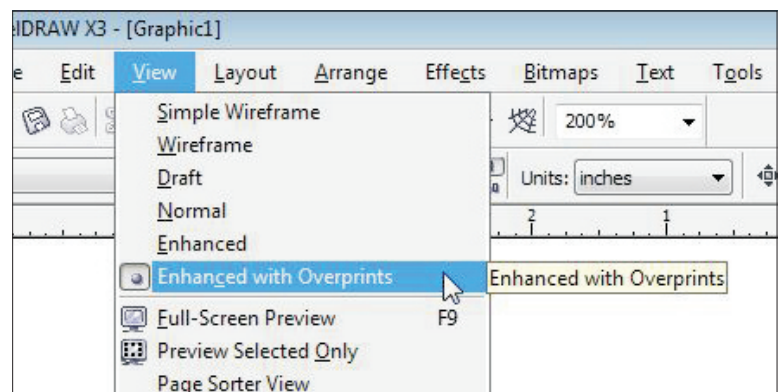 elDRAW X3 - [Graphic1]
e Edit View Layout Arrange Effects Bitmaps Text Tools
Simple Wireframe
200%
Wireframe
Draft
Units: inches
Normal
2 1
Enhanced
Enhanced with Overprints
Enhanced with Overprints
Full-Screen Preview F9
Preview Selected Only
Page Sorter View